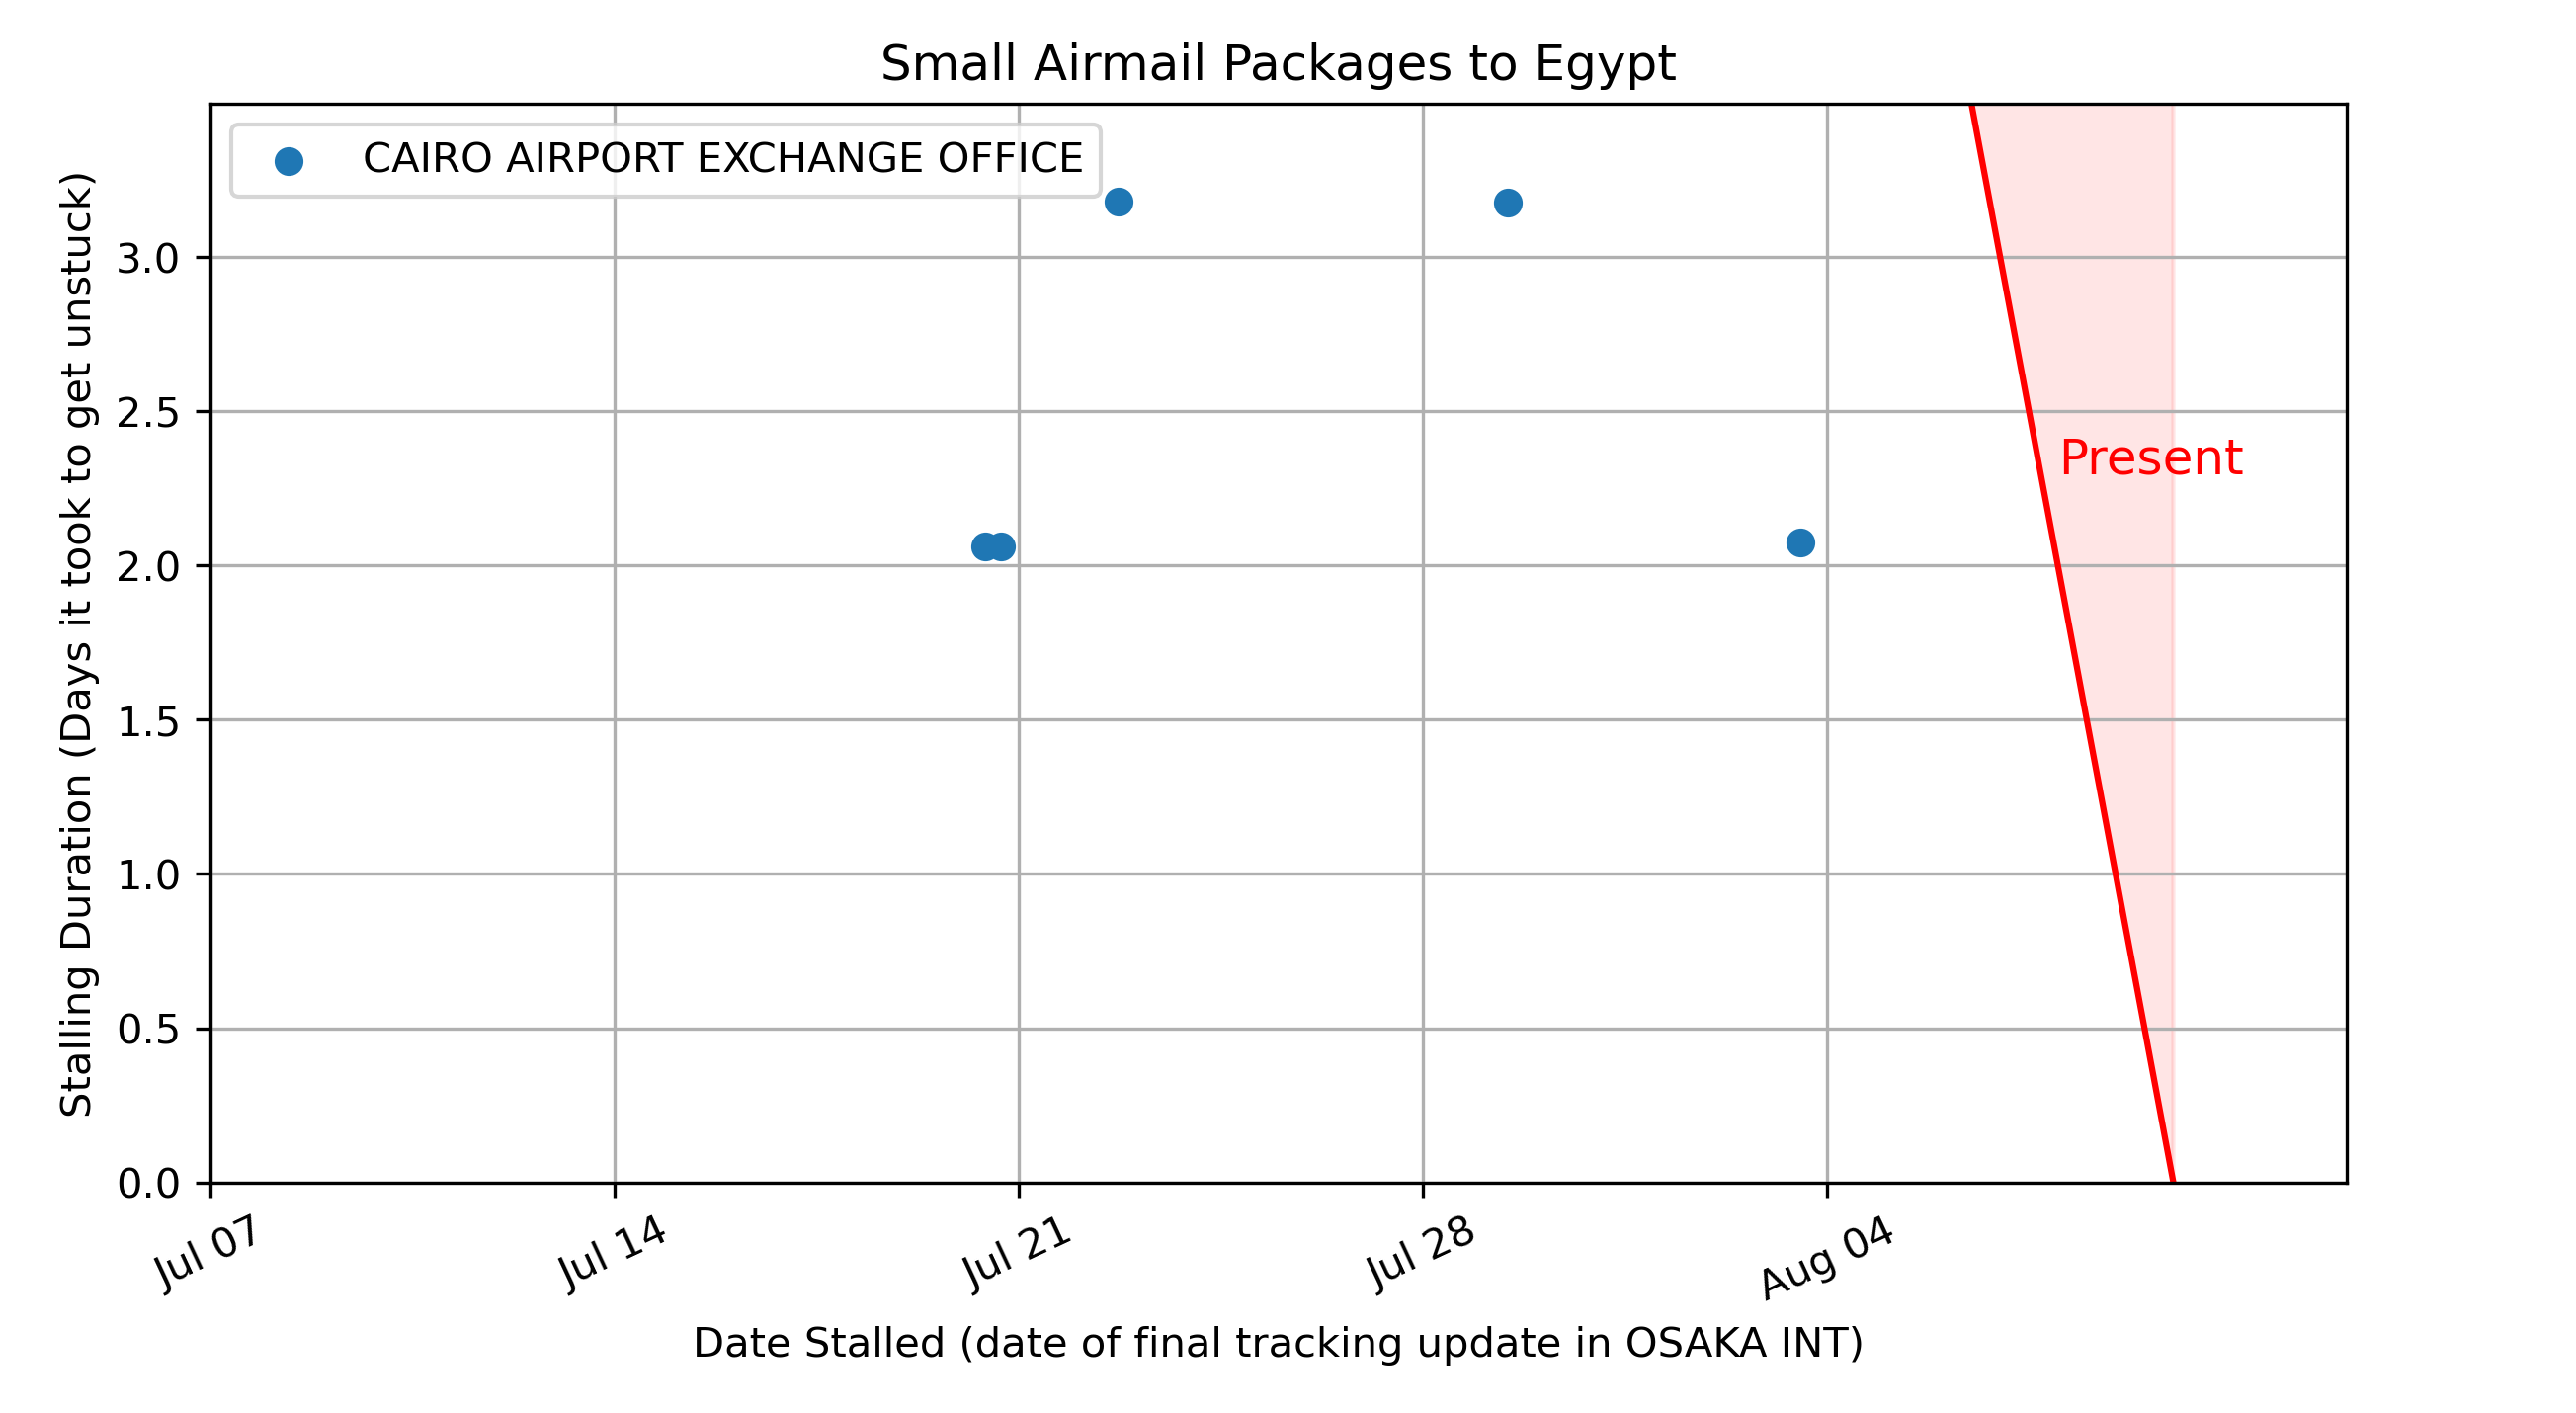 Small Airmail Packages to Egypt
CAIRO AIRPORT EXCHANGE OFFICE
Stalling Duration (Days it took to get unstuck)
3.0
2.5
2.0
1.5
1.0
0.5
0.0
Present
Jul 07
Jul 14
Jul 21
Jul 28
Aug 04
Date Stalled (date of final tracking update in OSAKA INT)